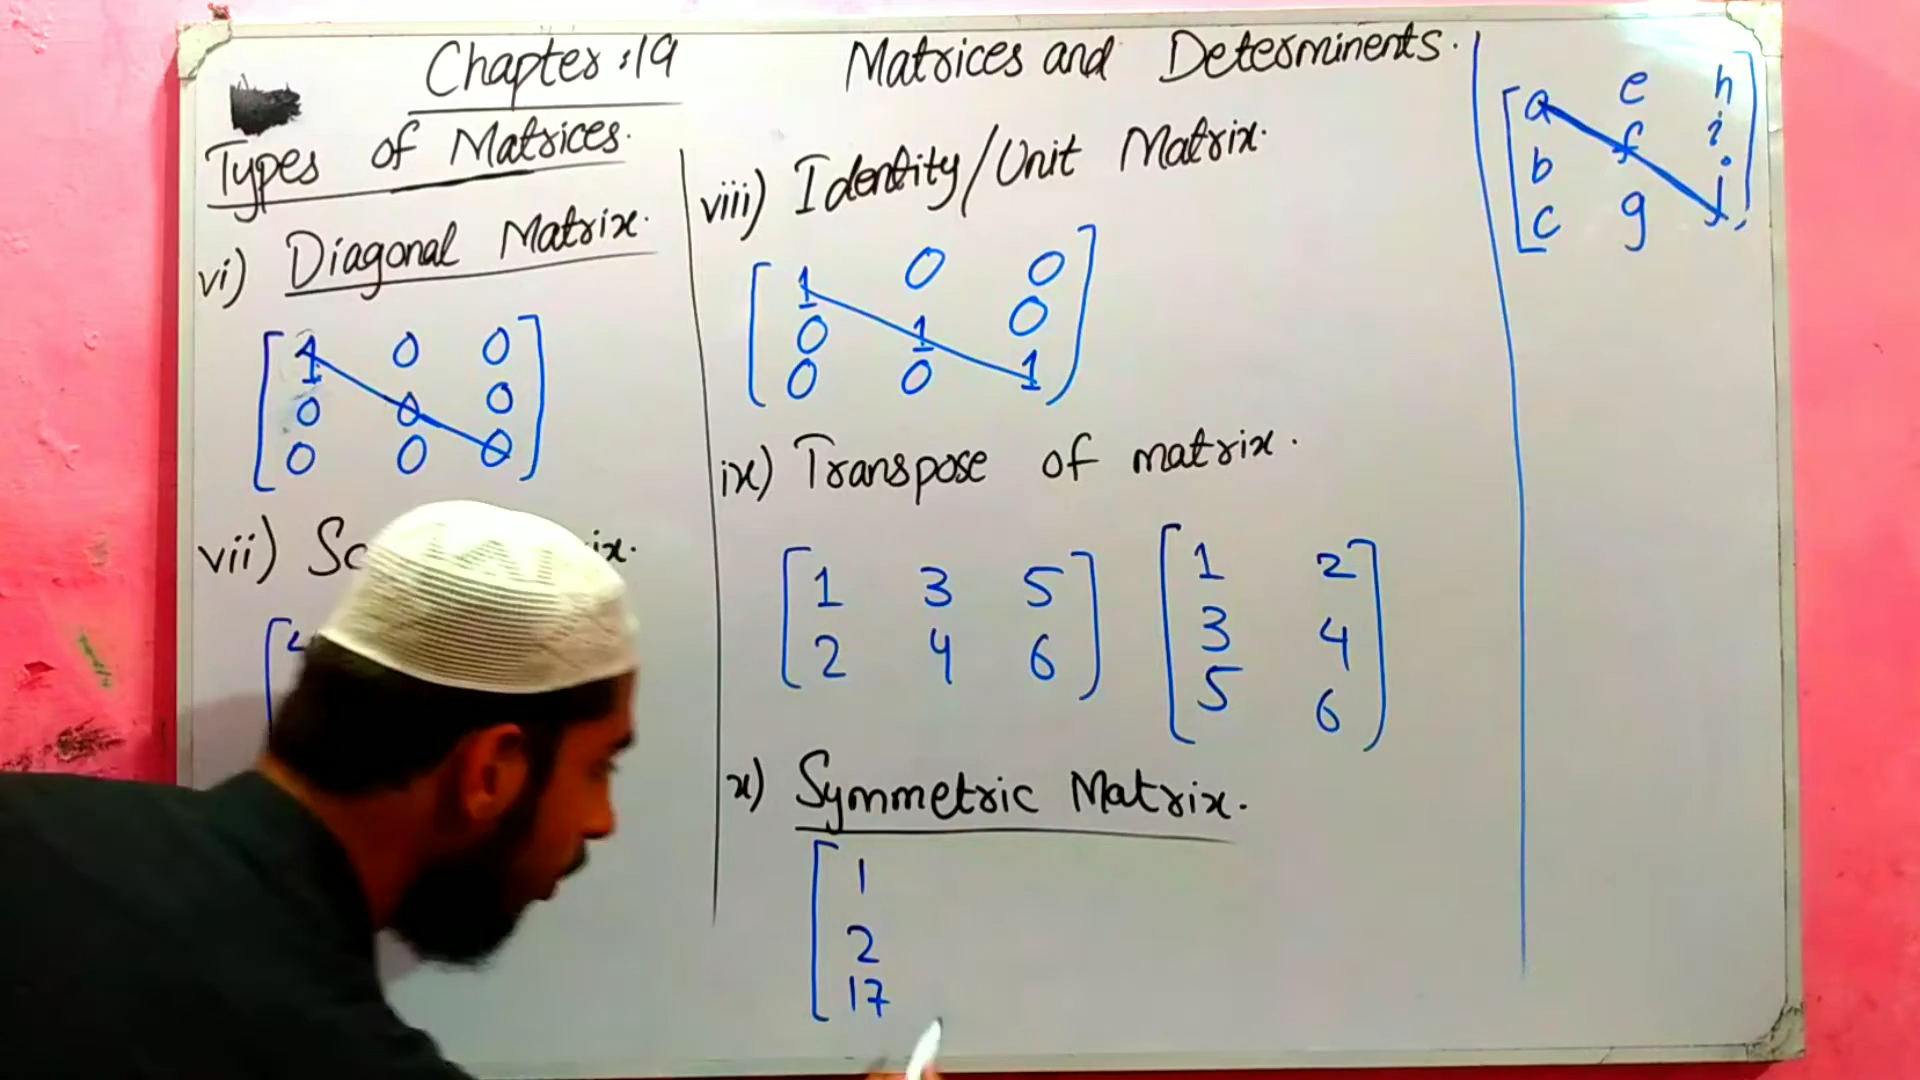 Chapter :19 Matrices and Determinents.
Types of Matrices.
vi) Diagonal Matrix.
1 0 0
0 0 0
0 0 0
vii)
viii) Identity/Unit Matrix.
1 0 0
0 1 0
0 0 1
ix) Transpose of matrix.
1 3 5
2 4 6
1 2
3 4
5 6
x) Symmetric Matrix.
1
2
17
a e h
b f i
c g j